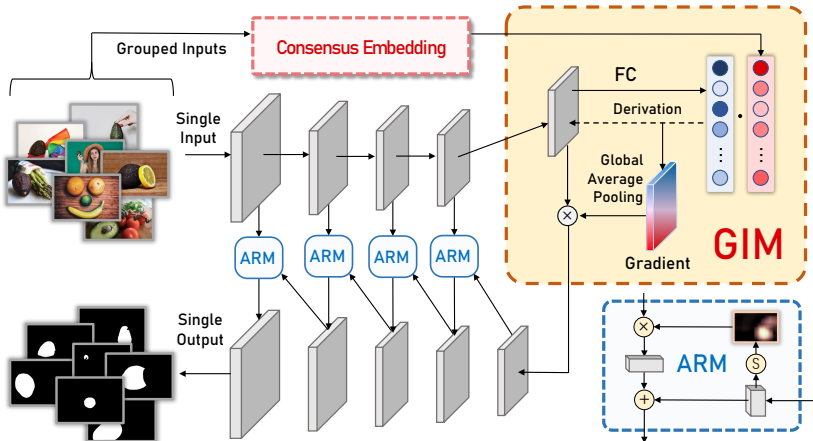 Grouped Inputs
Consensus Embedding
FC
Derivation
Single
Input
Global
Average
Pooling
GIM
Gradient
ARM
ARM
ARM
ARM
Single
Output
ARM
S